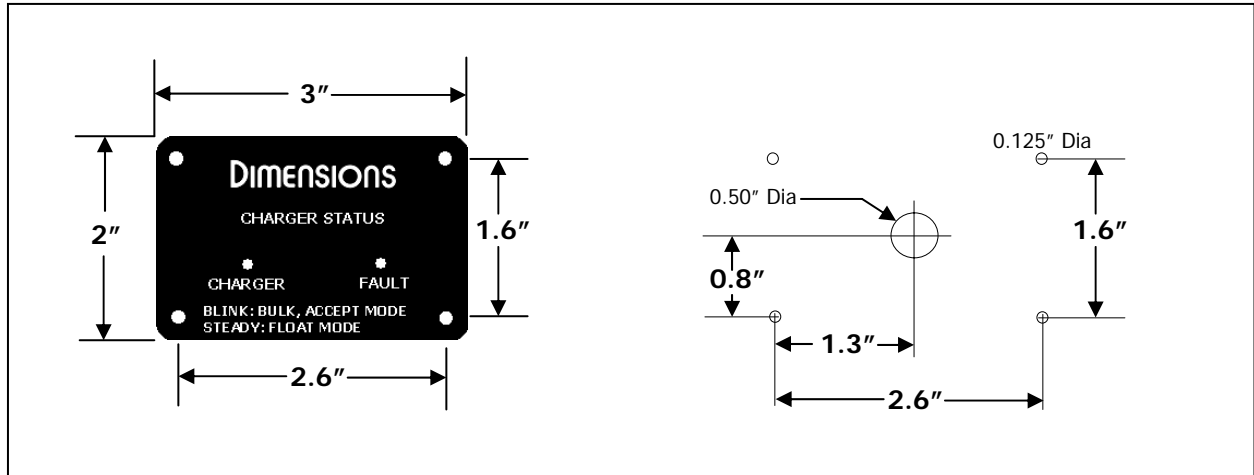 3"
2"
DIMENSIONS
CHARGER STATUS
CHARGER FAULT
BLINK: BULK, ACCEPT MODE
STEADY: FLOAT MODE
1.6"
2.6"
0.125" Dia
0.50" Dia
0.8"
1.6"
1.3"
2.6"